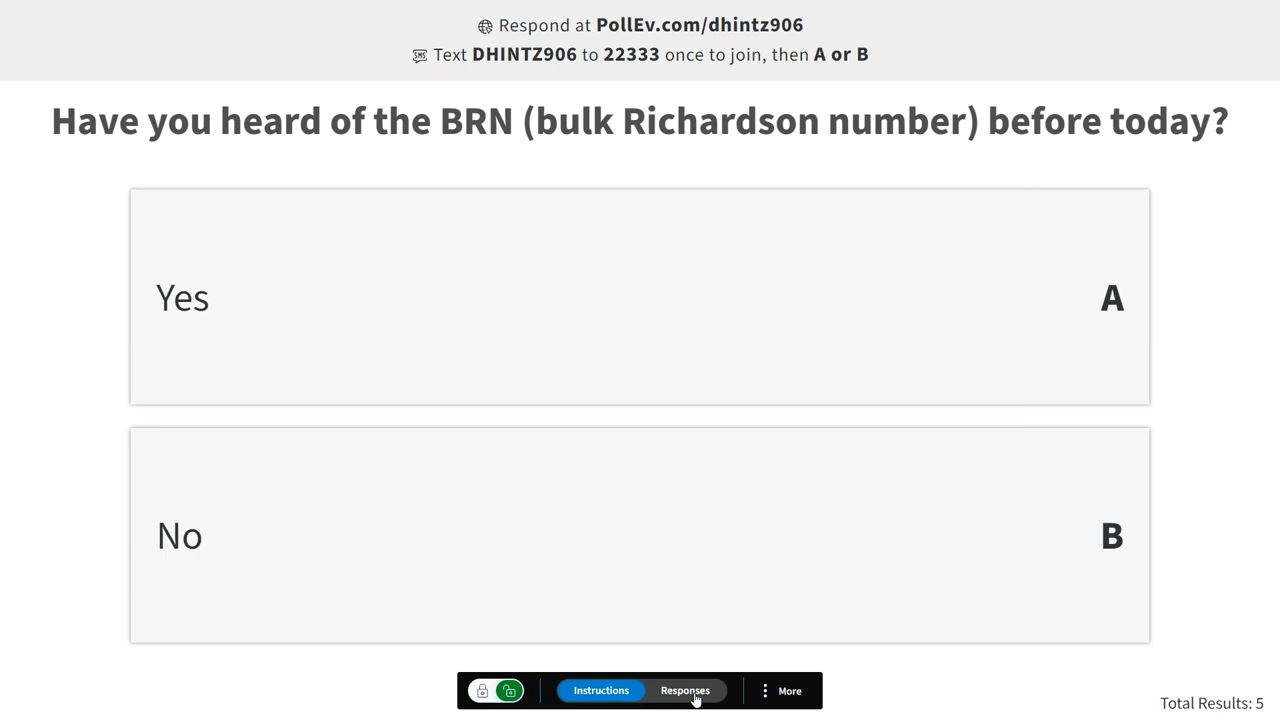 Respond at PollEv.com/dhintz906
Text DHINTZ906 to 22333 once to join, then A or B
Have you heard of the BRN (bulk Richardson number) before today?
Yes A
No B
Instructions Responses More
Total Results: 5